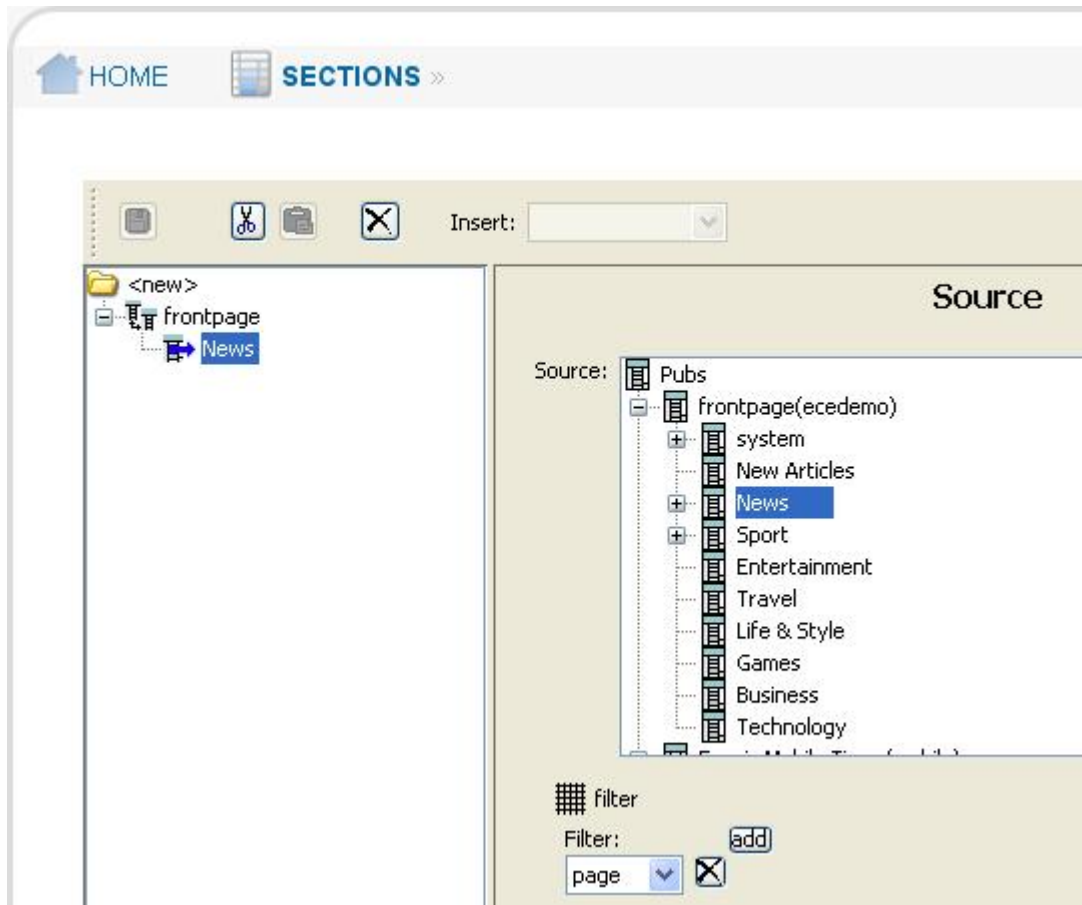 HOME SECTIONS »
Insert:
<new>
frontpage
News
Source
Source:
Pubs
frontpage(ecedemo)
system
New Articles
News
Sport
Entertainment
Travel
Life & Style
Games
Business
Technology
filter
Filter:
add
page